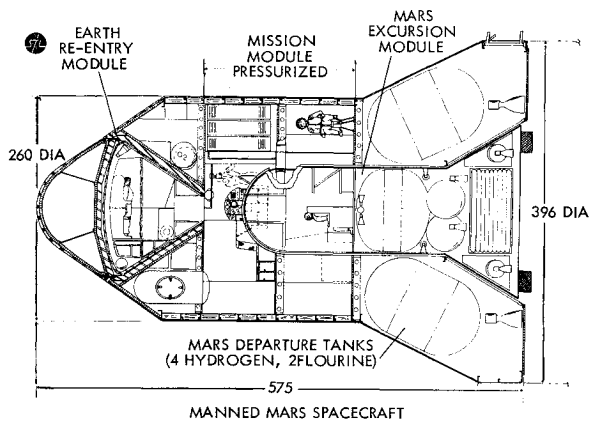 EARTH
RE-ENTRY
MODULE
MISSION
MODULE
PRESSURIZED
MARS
EXCURSION
MODULE
260 DIA
396 DIA
MARS DEPARTURE TANKS
(4 HYDROGEN, 2FLOURINE)
575
MANNED MARS SPACECRAFT